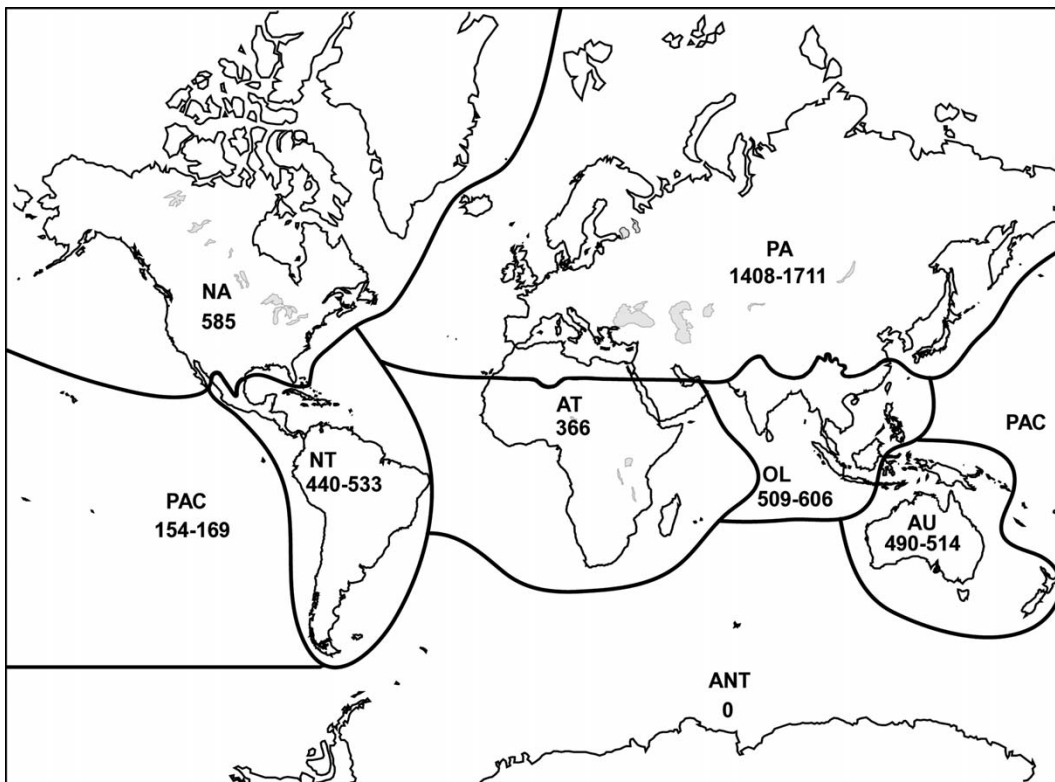 PA
1408-1711
NA
585
AT
366
PAC
NT
440-533
OL
509-606
PAC
154-169
AU
490-514
ANT
0